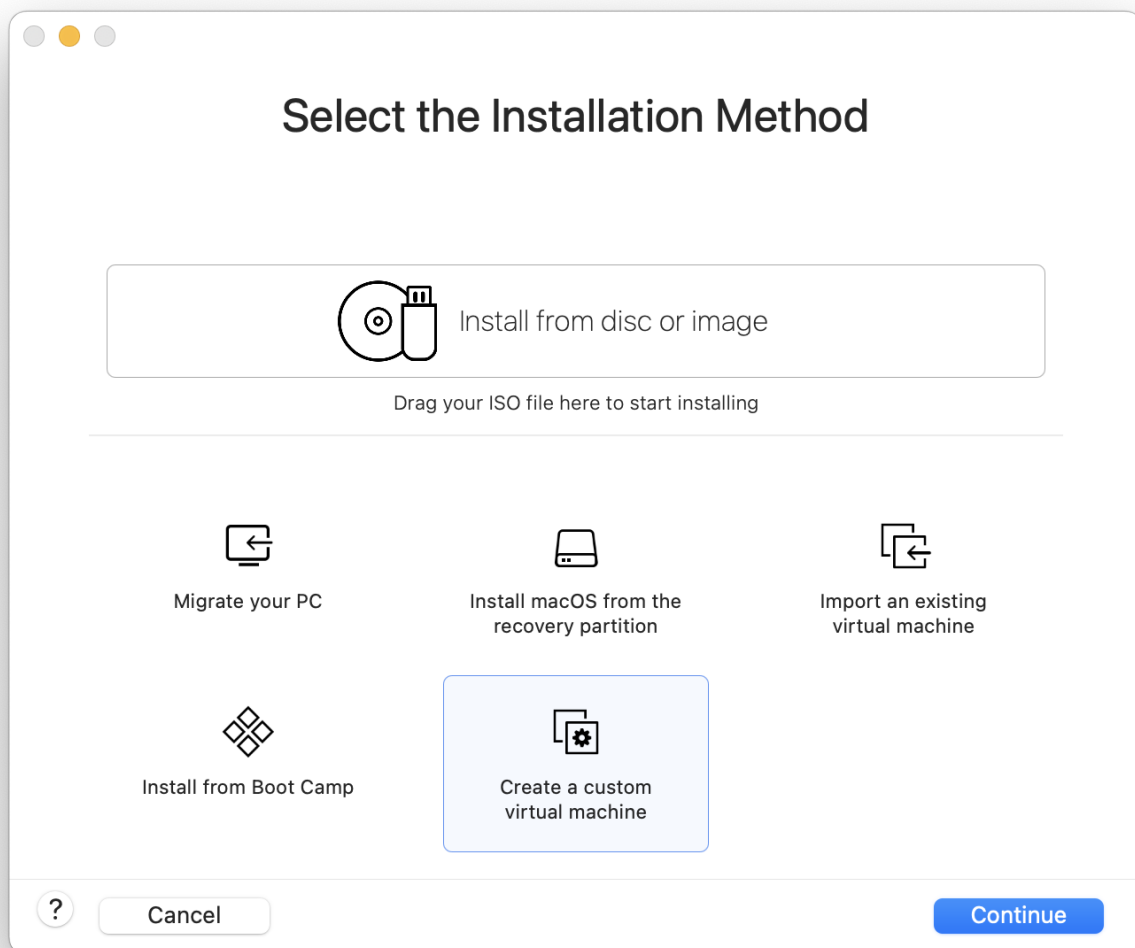 Select the Installation Method
Install from disc or image
Drag your ISO file here to start installing
Migrate your PC
Install macOS from the
recovery partition
Import an existing
virtual machine
Install from Boot Camp
Create a custom
virtual machine
?
Cancel
Continue